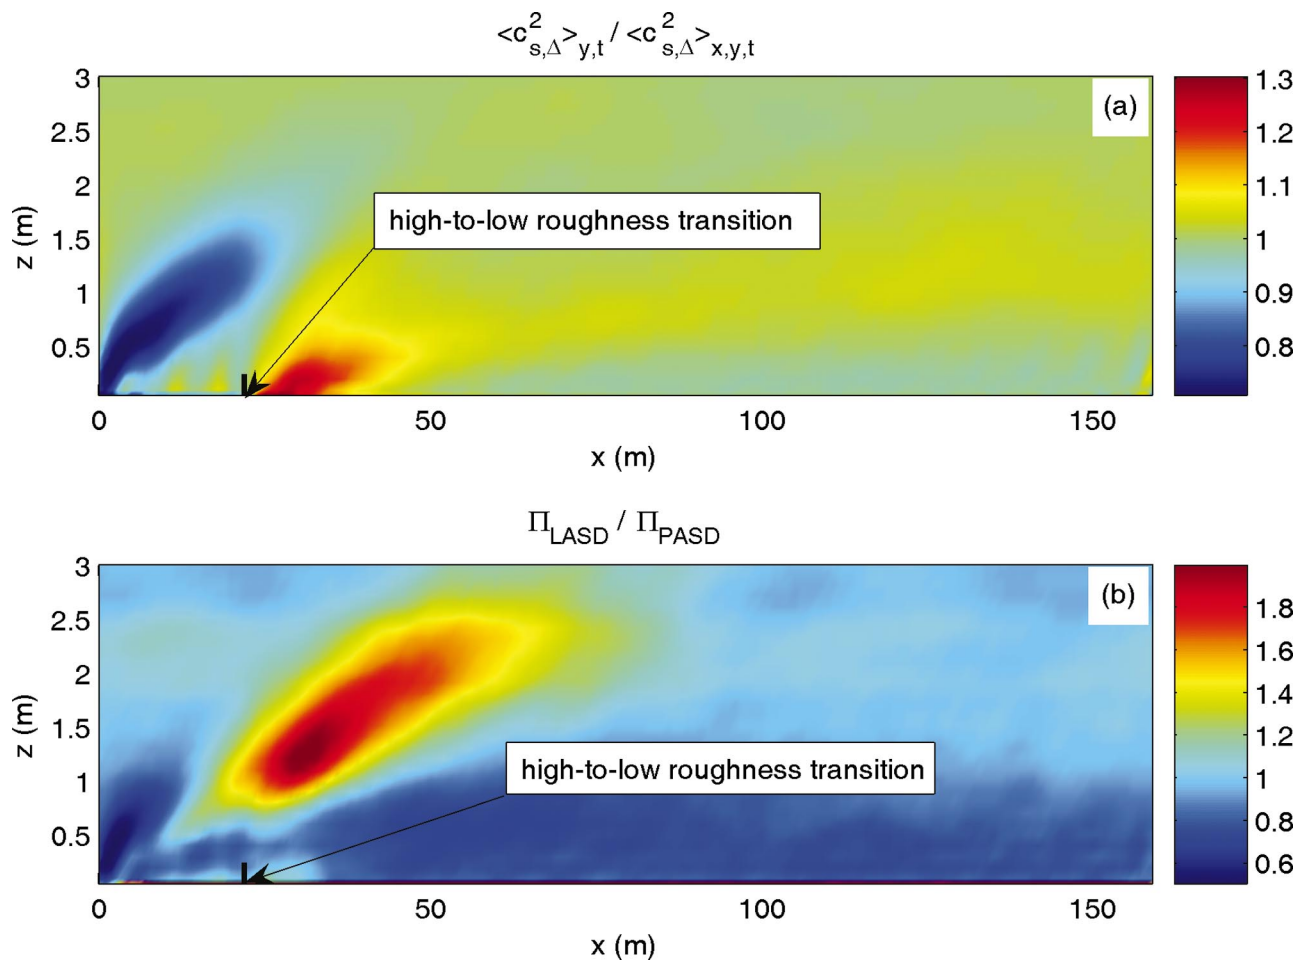 <c²s,Δ>y,t / <c²s,Δ>x,y,t
3
2.5
2
1.5
1
0.5
z (m)
(a)
high-to-low roughness transition
1.3
1.2
1.1
1
0.9
0.8
0 50 100 150
x (m)
ΠLASD / ΠPASD
3
2.5
2
1.5
1
0.5
z (m)
(b)
high-to-low roughness transition
1.8
1.6
1.4
1.2
1
0.8
0.6
0 50 100 150
x (m)